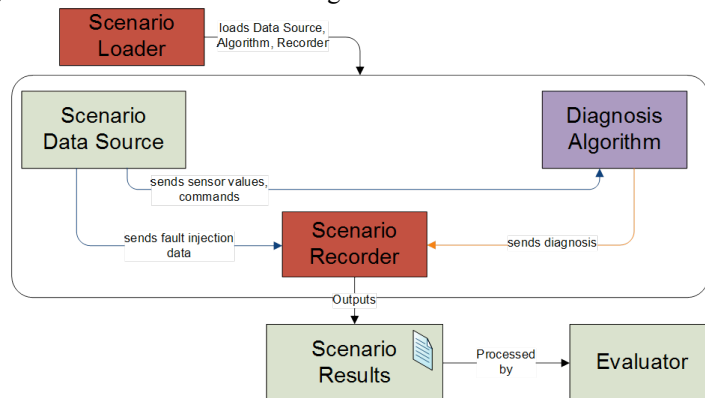 Scenario
Loader
loads Data Source,
Algorithm, Recorder
Scenario
Data Source
Diagnosis
Algorithm
sends sensor values,
commands
sends fault injection
data
Scenario
Recorder
sends diagnosis
Outputs
Scenario
Results
Processed
by
Evaluator